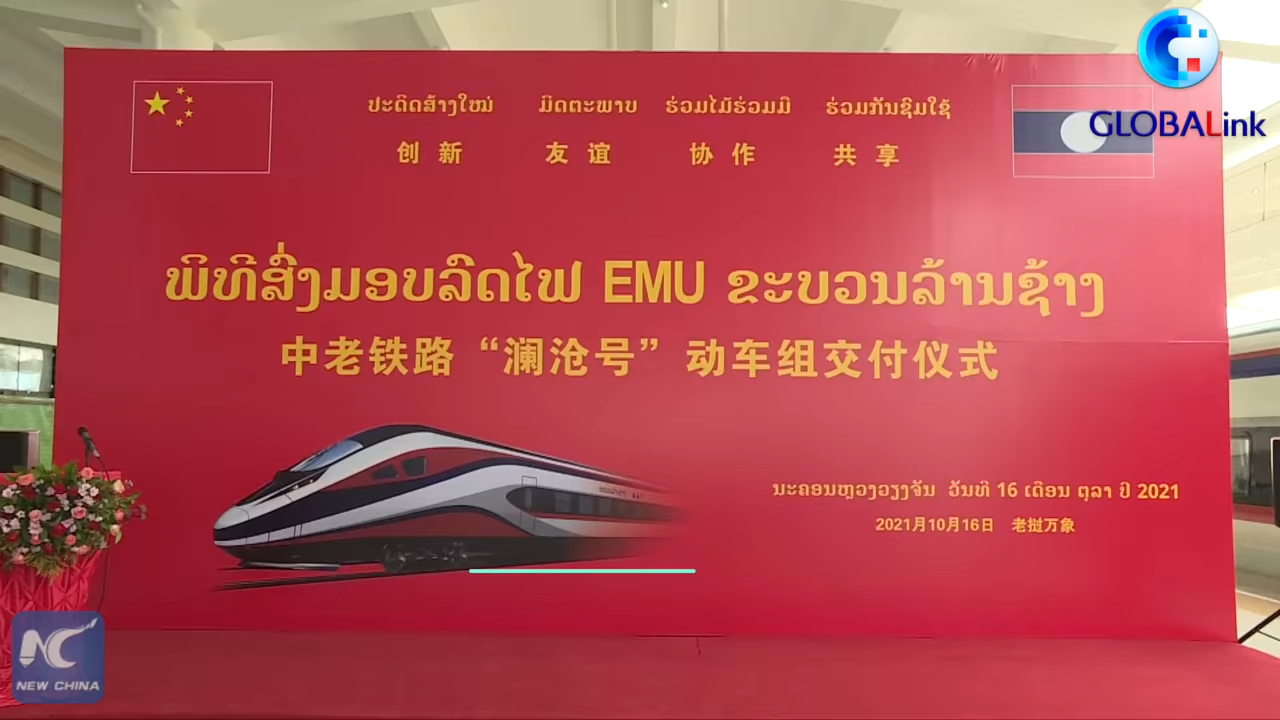 GLOBALink
ປະດິດສ້າງໃໝ່ ມິດຕະພາບ ຮ່ວມໄມ້ຮ່ວມມື ຮ່ວມກັນຊົມໃຊ້
创新 友谊 协作 共享
ພິທີສົ່ງມອບລົດໄຟ EMU ຂະບວນລ້ານຊ້າງ
中老铁路“澜沧号”动车组交付仪式
ນະຄອນຫຼວງວຽງຈັນ ວັນທີ 16 ເດືອນ ຕຸລາ ປີ 2021
2021年10月16日 老挝万象
NEW CHINA